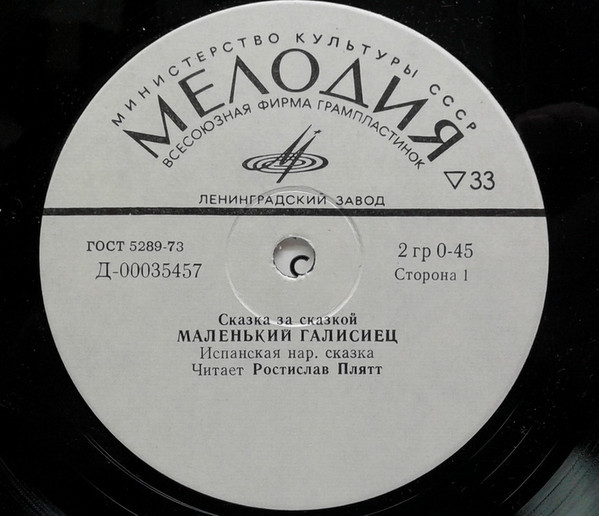 МИНИСТЕРСТВО КУЛЬТУРЫ СССР
МЕЛОДИЯ
ВСЕСОЮЗНАЯ ФИРМА ГРАМПЛАСТИНОК
▽33
ЛЕНИНГРАДСКИЙ ЗАВОД
ГОСТ 5289-73
2 гр 0-45
Д-00035457
Сторона 1
Сказка за сказкой
МАЛЕНЬКИЙ ГАЛИСИЕЦ
Испанская нар. сказка
Читает Ростислав Плятт